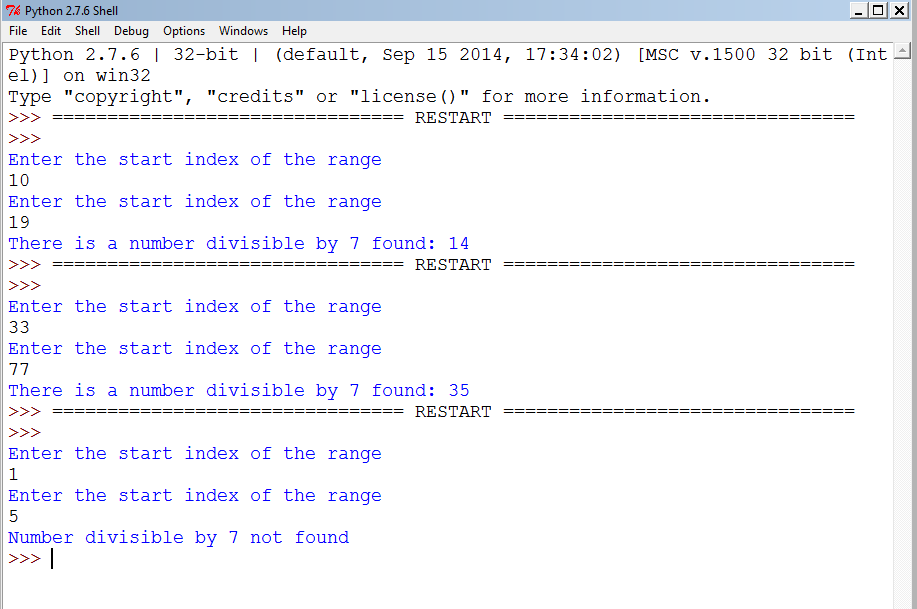 Python 2.7.6 Shell
File Edit Shell Debug Options Windows Help
Python 2.7.6 | 32-bit | (default, Sep 15 2014, 17:34:02) [MSC v.1500 32 bit (Int
el)] on win32
Type "copyright", "credits" or "license()" for more information.
>>> ================================ RESTART ================================
>>>
Enter the start index of the range
10
Enter the start index of the range
19
There is a number divisible by 7 found: 14
>>> ================================ RESTART ================================
>>>
Enter the start index of the range
33
Enter the start index of the range
77
There is a number divisible by 7 found: 35
>>> ================================ RESTART ================================
>>>
Enter the start index of the range
1
Enter the start index of the range
5
Number divisible by 7 not found
>>>